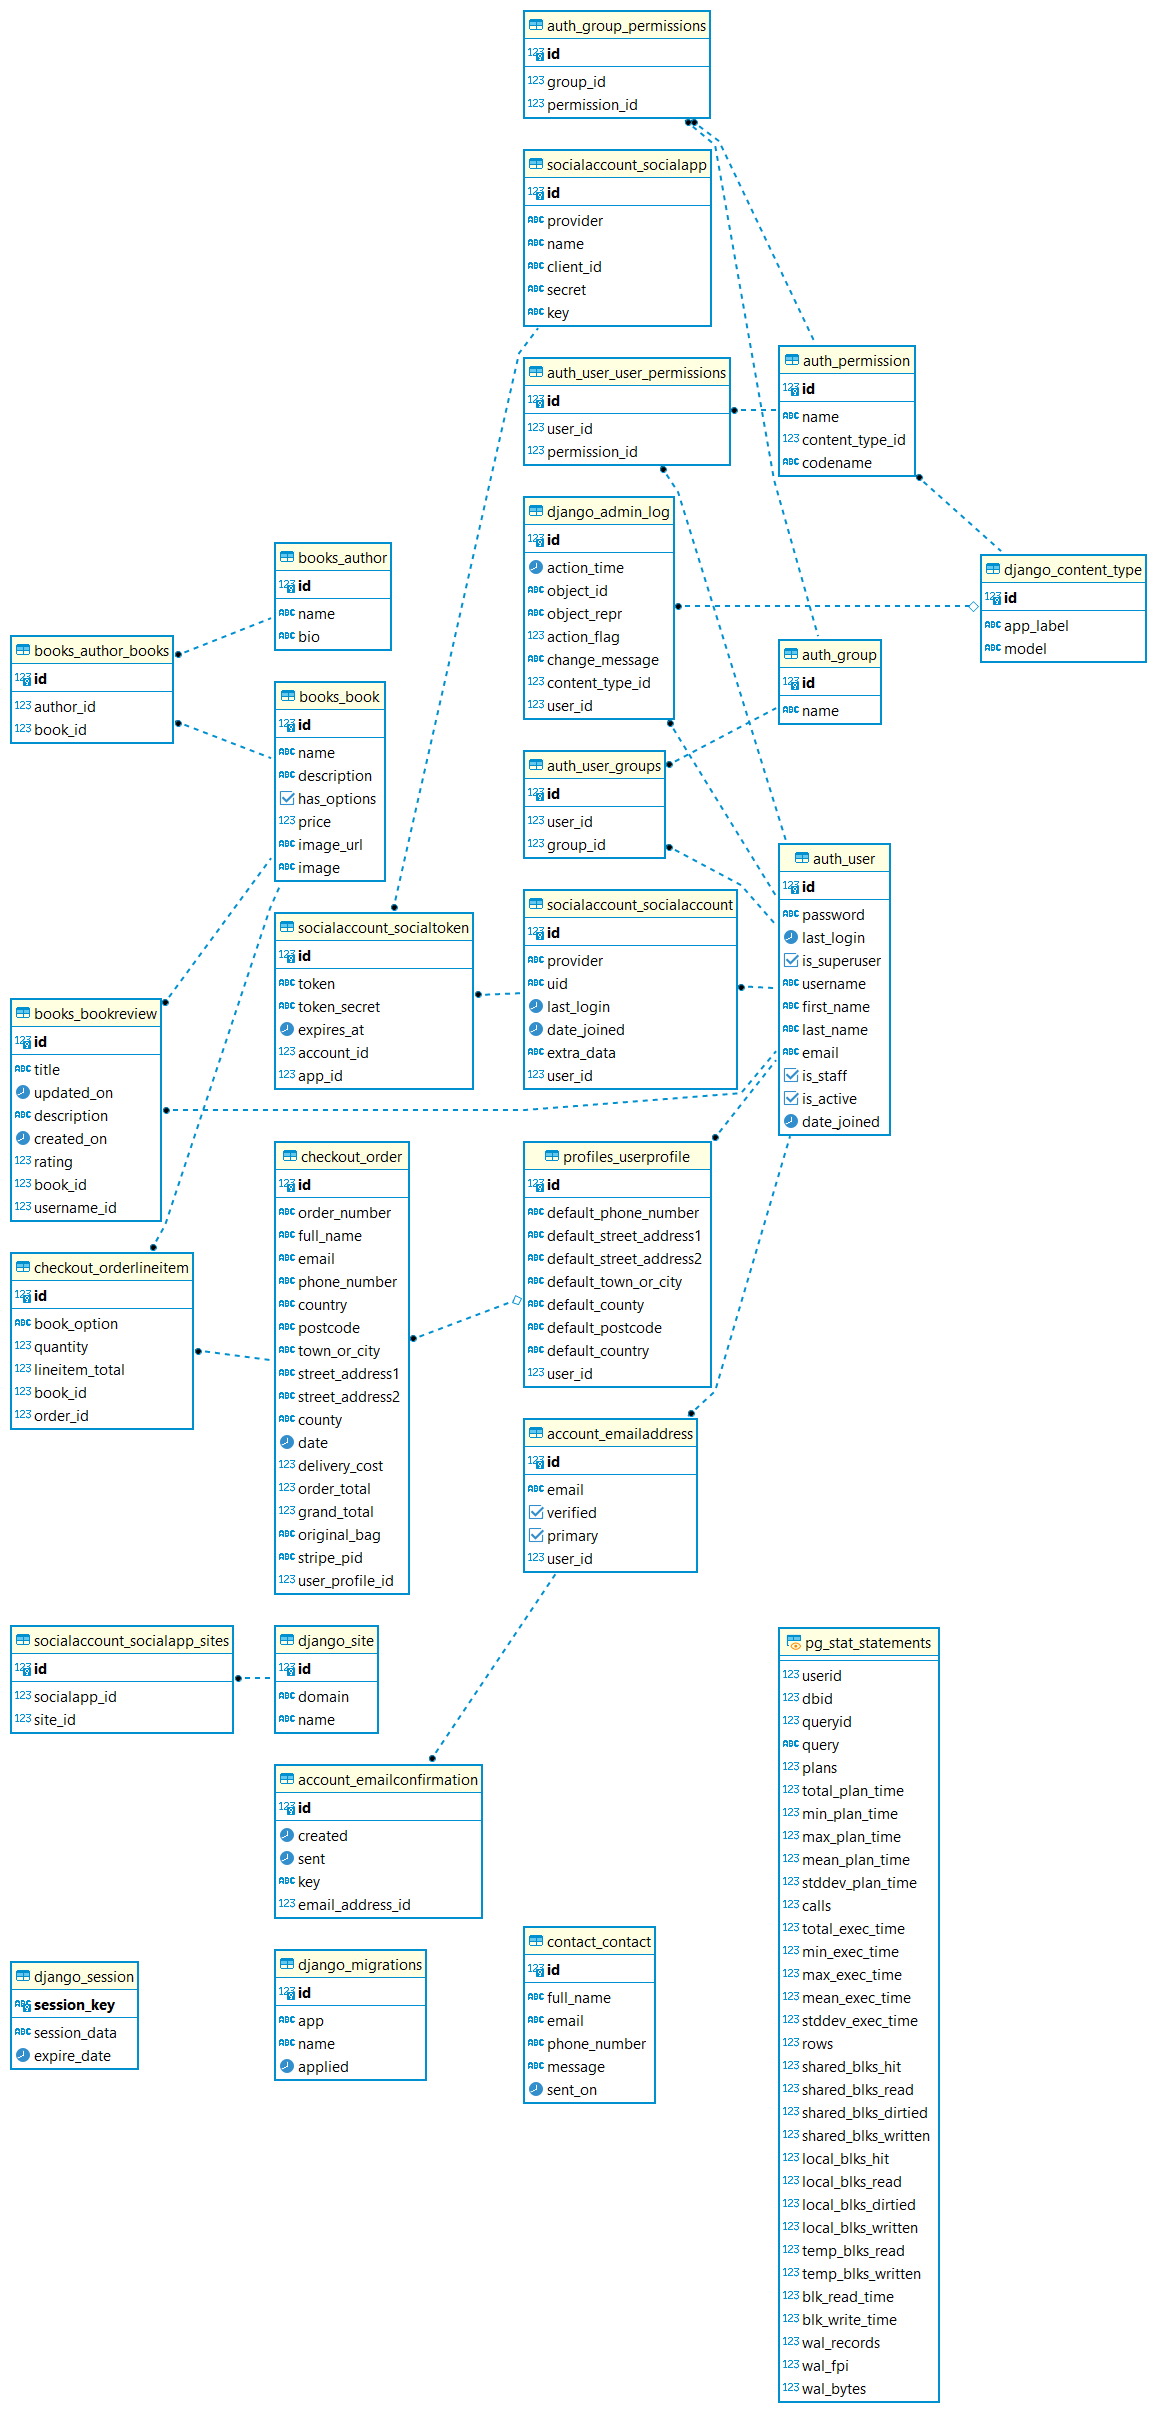 auth_group_permissions
id
group_id
permission_id
socialaccount_socialapp
id
provider
name
client_id
secret
key
auth_user_user_permissions
id
user_id
permission_id
auth_permission
id
name
content_type_id
codename
django_admin_log
id
action_time
object_id
object_repr
action_flag
change_message
content_type_id
user_id
django_content_type
id
app_label
model
books_author
id
name
bio
books_author_books
id
author_id
book_id
auth_group
id
name
books_book
id
name
description
has_options
price
image_url
image
auth_user_groups
id
user_id
group_id
auth_user
id
password
last_login
is_superuser
username
first_name
last_name
email
is_staff
is_active
date_joined
socialaccount_socialtoken
id
token
token_secret
expires_at
account_id
app_id
socialaccount_socialaccount
id
provider
uid
last_login
date_joined
extra_data
user_id
books_bookreview
id
title
updated_on
description
created_on
rating
book_id
username_id
checkout_order
id
order_number
full_name
email
phone_number
country
postcode
town_or_city
street_address1
street_address2
county
date
delivery_cost
order_total
grand_total
original_bag
stripe_pid
user_profile_id
profiles_userprofile
id
default_phone_number
default_street_address1
default_street_address2
default_town_or_city
default_county
default_postcode
default_country
user_id
checkout_orderlineitem
id
book_option
quantity
lineitem_total
book_id
order_id
account_emailaddress
id
email
verified
primary
user_id
socialaccount_socialapp_sites
id
socialapp_id
site_id
django_site
id
domain
name
account_emailconfirmation
id
created
sent
key
email_address_id
pg_stat_statements
userid
dbid
queryid
query
plans
total_plan_time
min_plan_time
max_plan_time
mean_plan_time
stddev_plan_time
calls
total_exec_time
min_exec_time
max_exec_time
mean_exec_time
stddev_exec_time
rows
shared_blks_hit
shared_blks_read
shared_blks_dirtied
shared_blks_written
local_blks_hit
local_blks_read
local_blks_dirtied
local_blks_written
temp_blks_read
temp_blks_written
blk_read_time
blk_write_time
wal_records
wal_fpi
wal_bytes
django_session
session_key
session_data
expire_date
django_migrations
id
app
name
applied
contact_contact
id
full_name
email
phone_number
message
sent_on